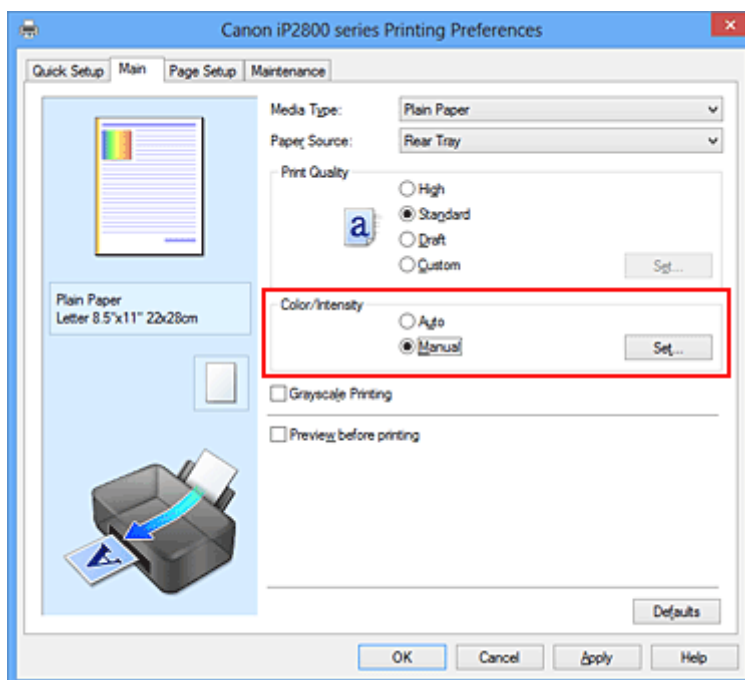 Canon iP2800 series Printing Preferences
Quick Setup Main Page Setup Maintenance
Media Type: Plain Paper
Paper Source: Rear Tray
Print Quality
High
Standard
Draft
Custom Set...
a
Plain Paper
Letter 8.5"x11" 22x28cm
Color/Intensity
Auto
Manual Set...
Grayscale Printing
Preview before printing
A
Defaults
OK Cancel Apply Help